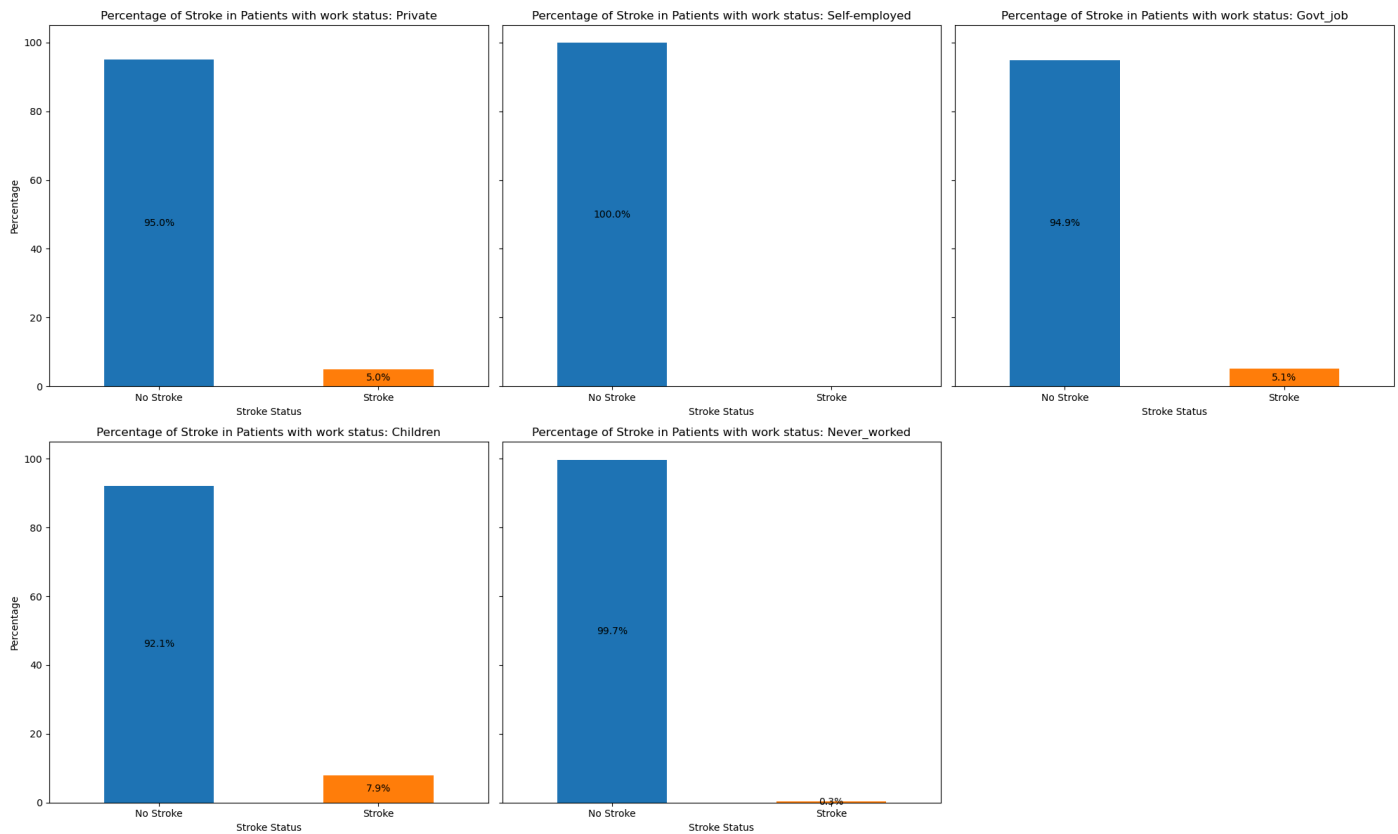 Percentage of Stroke in Patients with work status: Private
100
80
60
40
20
0
Percentage
95.0%
5.0%
No Stroke
Stroke
Stroke Status
Percentage of Stroke in Patients with work status: Self-employed
100.0%
No Stroke
Stroke
Stroke Status
Percentage of Stroke in Patients with work status: Govt_job
94.9%
5.1%
No Stroke
Stroke
Stroke Status
Percentage of Stroke in Patients with work status: Children
100
80
60
40
20
0
Percentage
92.1%
7.9%
No Stroke
Stroke
Stroke Status
Percentage of Stroke in Patients with work status: Never_worked
99.7%
0.3%
No Stroke
Stroke
Stroke Status